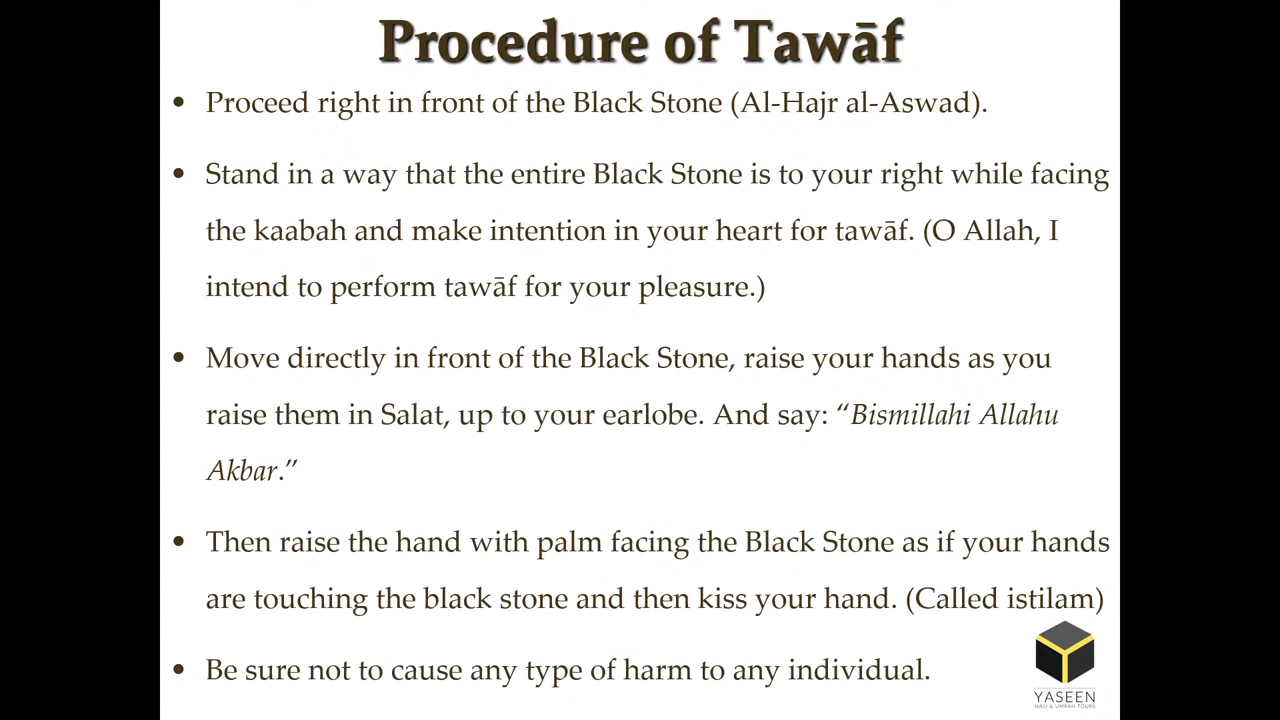 Procedure of Tawāf
• Proceed right in front of the Black Stone (Al-Hajr al-Aswad).
• Stand in a way that the entire Black Stone is to your right while facing
the kaabah and make intention in your heart for tawāf. (O Allah, I
intend to perform tawāf for your pleasure.)
• Move directly in front of the Black Stone, raise your hands as you
raise them in Salat, up to your earlobe. And say: “Bismillahi Allahu
Akbar.”
• Then raise the hand with palm facing the Black Stone as if your hands
are touching the black stone and then kiss your hand. (Called istilam)
• Be sure not to cause any type of harm to any individual.
YASEEN
HAJJ & UMRAH TOURS